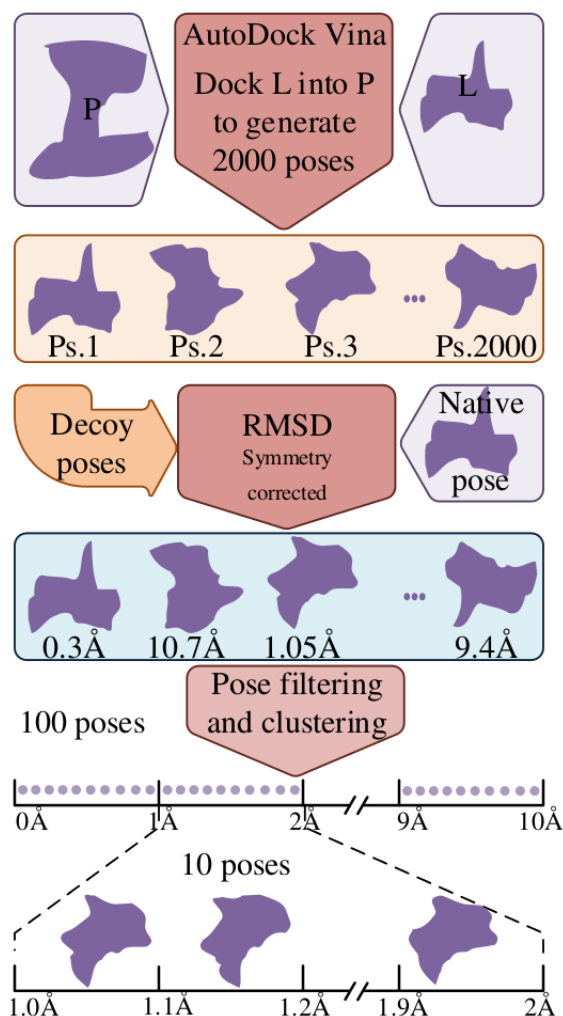 AutoDock Vina
Dock L into P
to generate
2000 poses
P
L
Ps.1 Ps.2 Ps.3 ... Ps.2000
Decoy
poses
RMSD
Symmetry
corrected
Native
pose
0.3Å 10.7Å 1.05Å ... 9.4Å
Pose filtering
and clustering
100 poses
0Å 1Å 2Å 9Å 10Å
10 poses
1.0Å 1.1Å 1.2Å 1.9Å 2Å